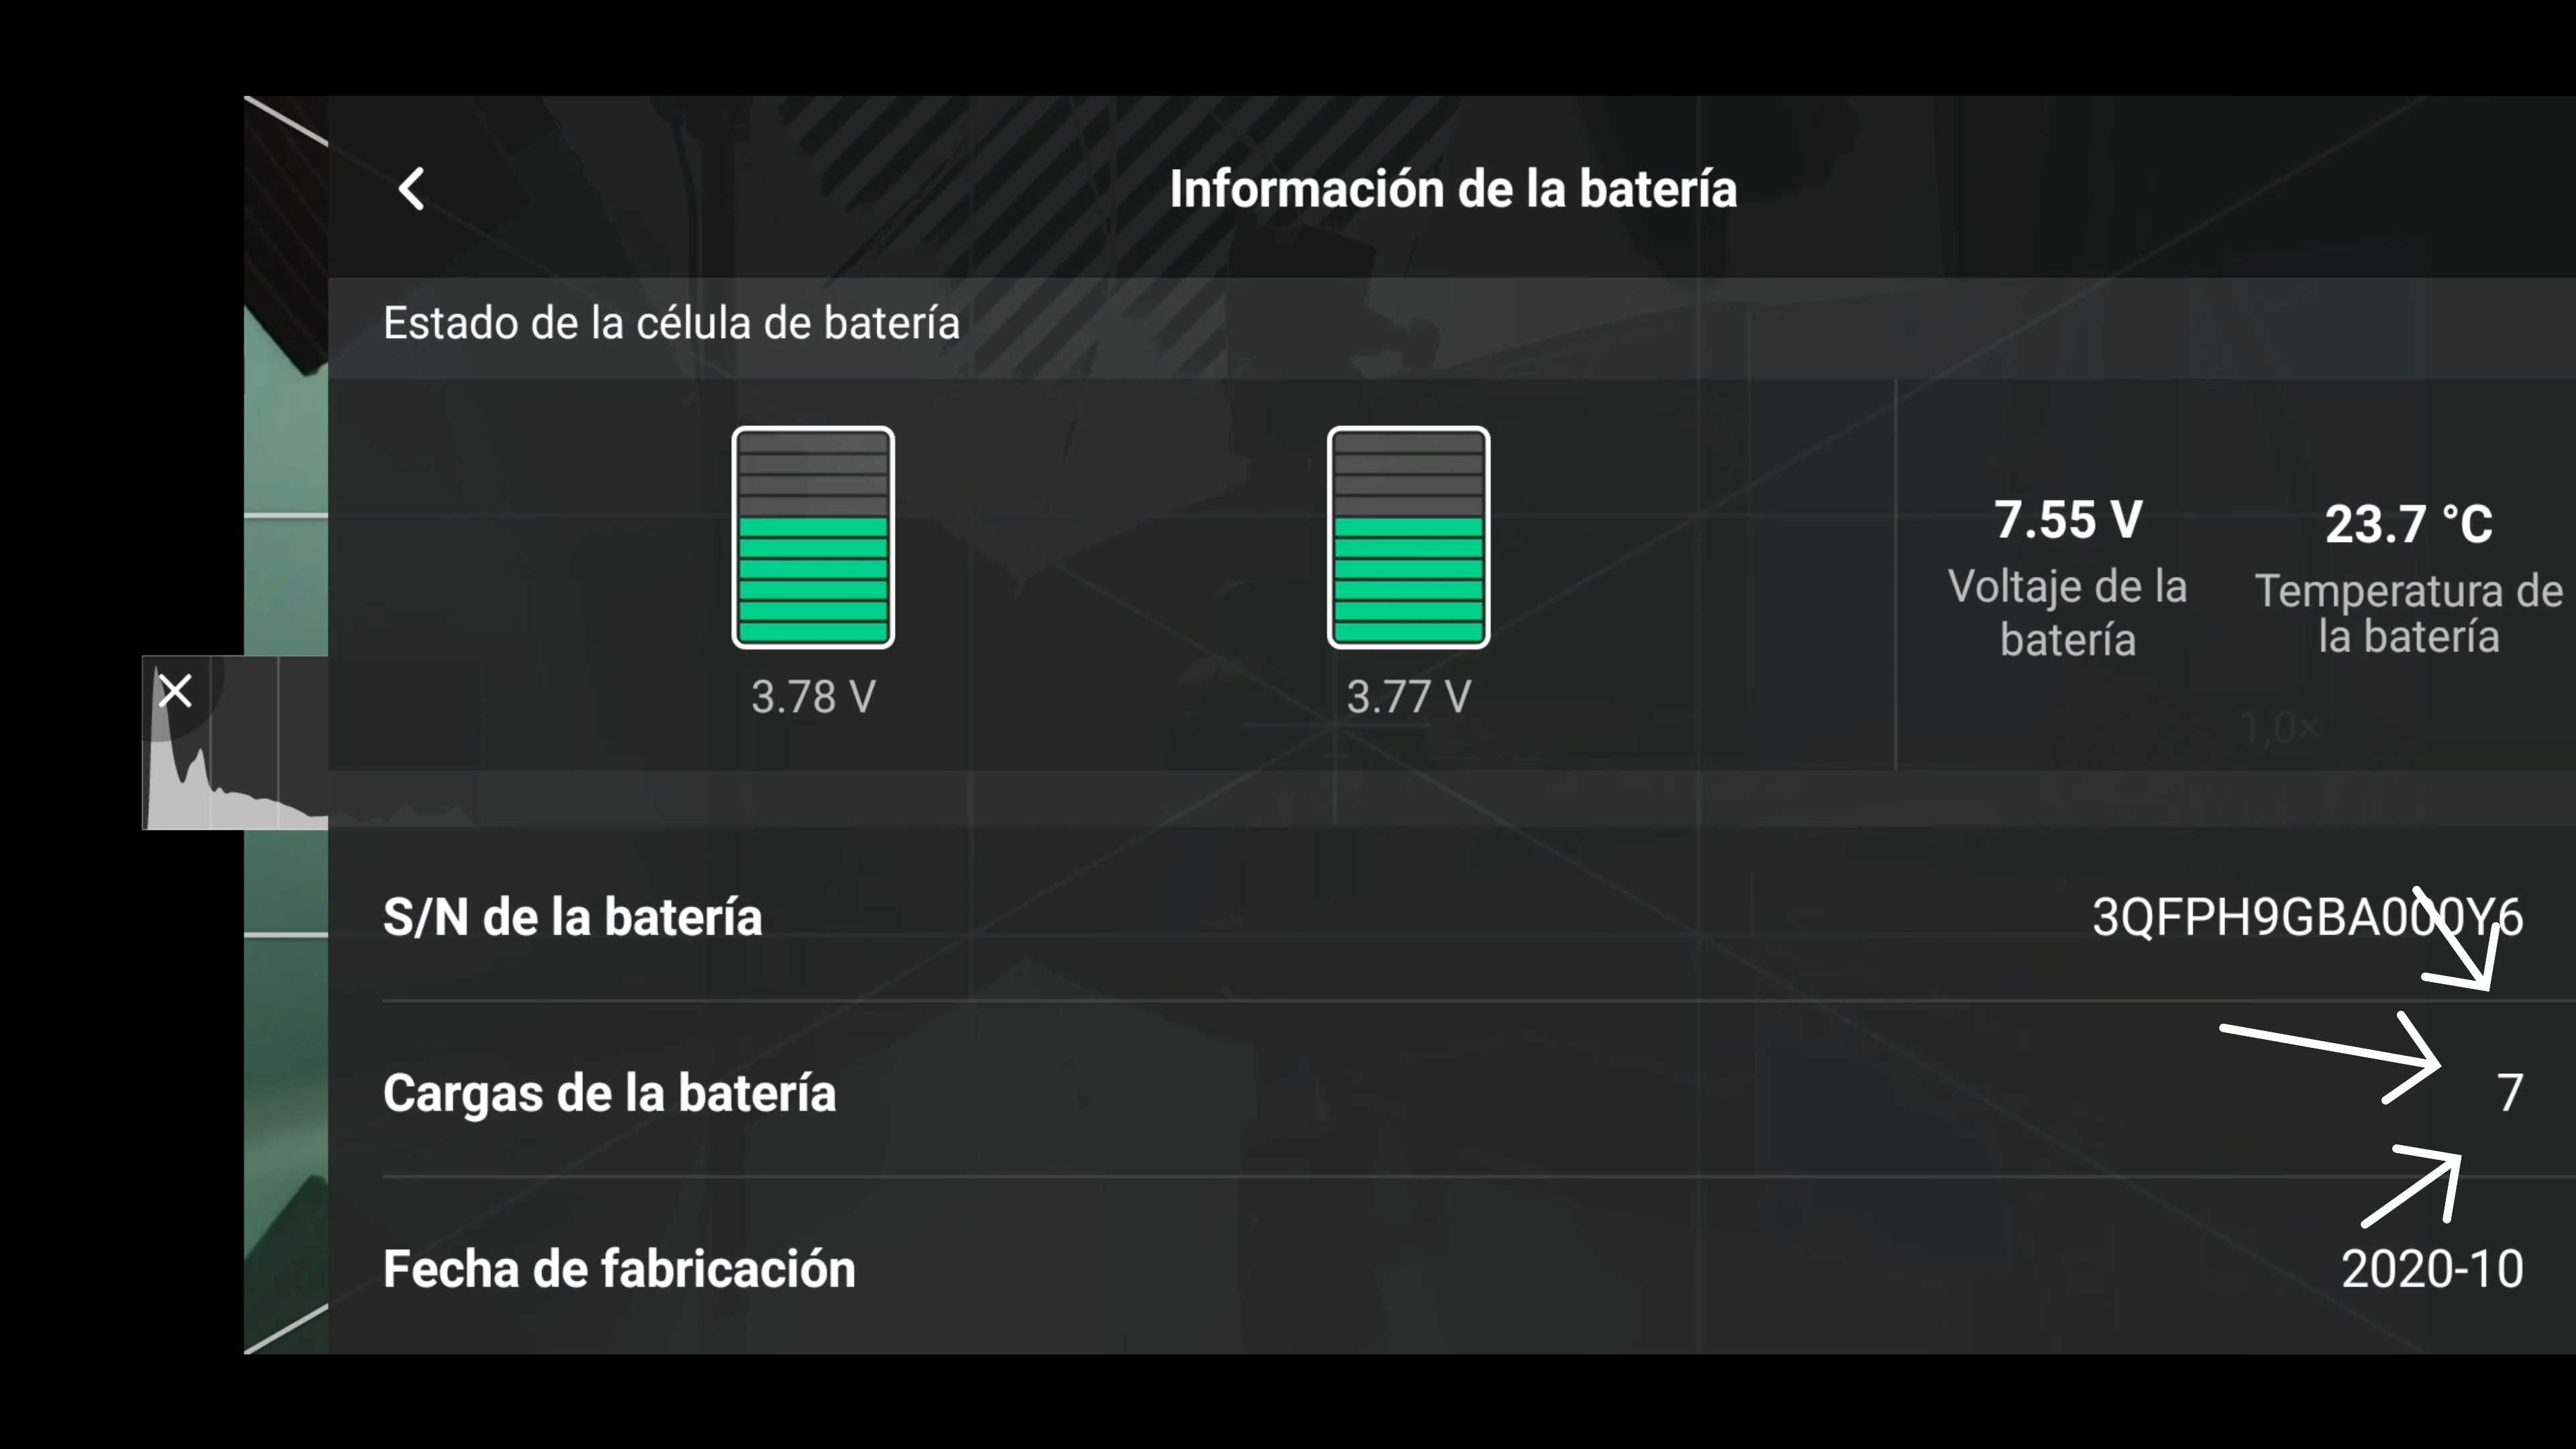 Información de la batería
Estado de la célula de batería
3.78 V
3.77 V
7.55 V
Voltaje de la
batería
23.7 °C
Temperatura de
la batería
1,0×
S/N de la batería
3QFPH9GBA000Y6
Cargas de la batería
7
Fecha de fabricación
2020-10